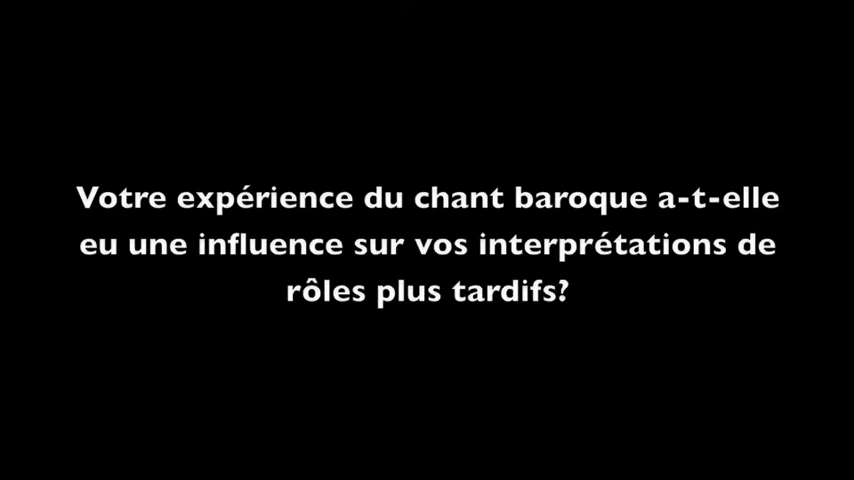 Votre expérience du chant baroque a-t-elle
eu une influence sur vos interprétations de
rôles plus tardifs?